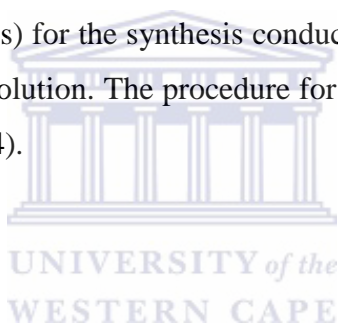 s) for the synthesis conduc
olution. The procedure for
4).
UNIVERSITY of the
WESTERN CAPE